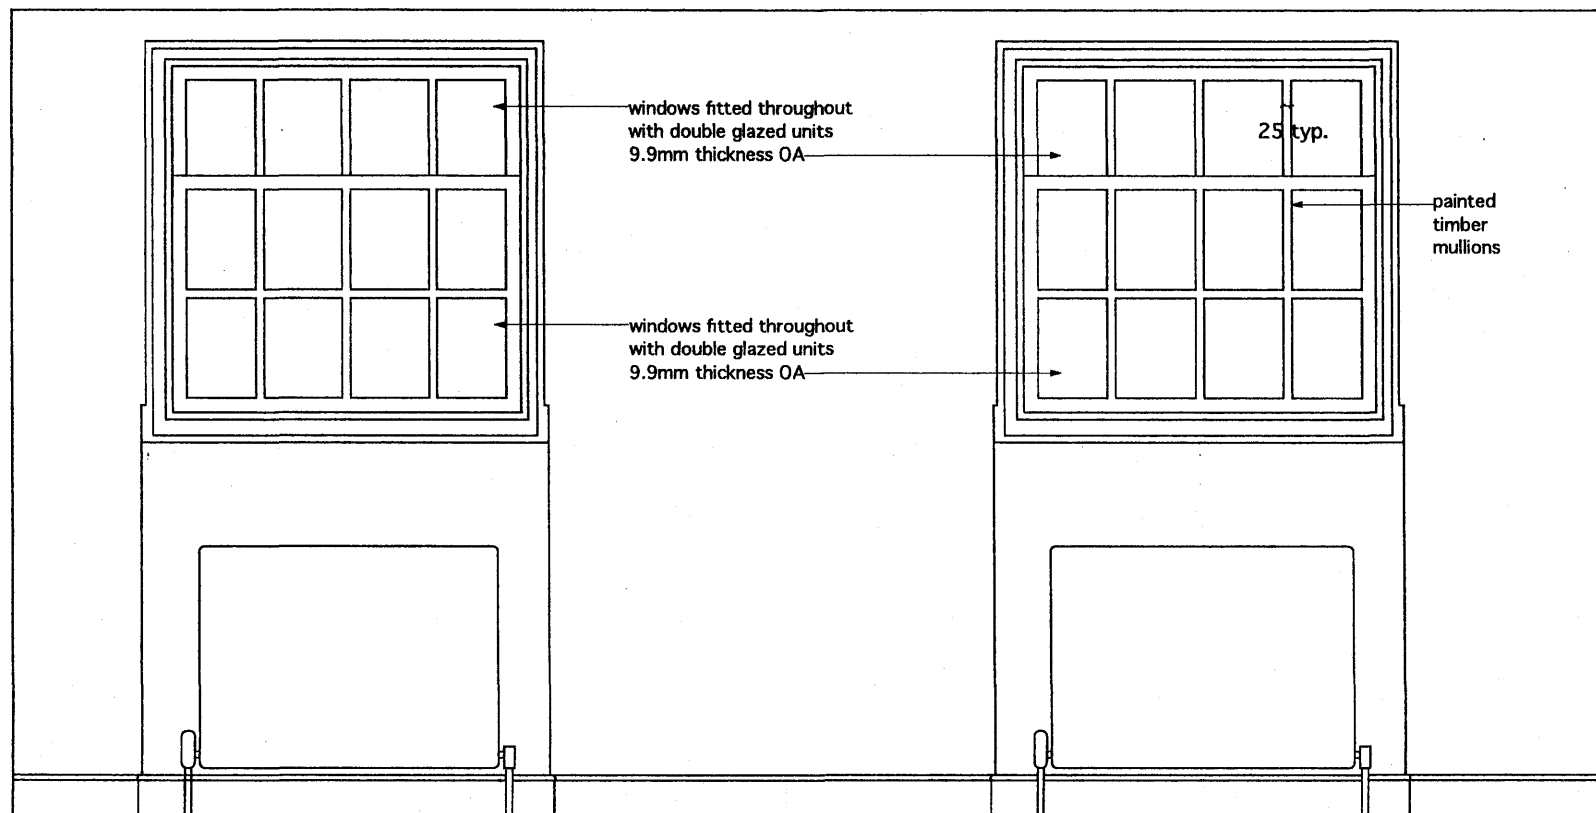 windows fitted throughout
with double glazed units
9.9mm thickness OA
25 typ.
painted
timber
mullions
windows fitted throughout
with double glazed units
9.9mm thickness OA